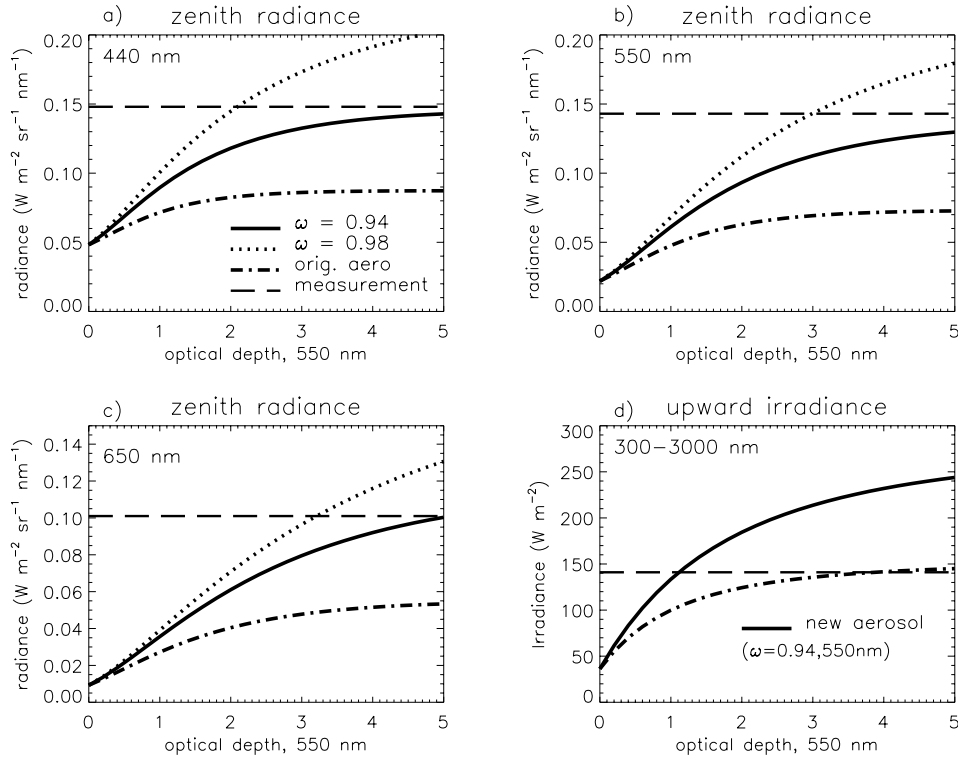 a) zenith radiance
440 nm
0.20
0.15
0.10
0.05
0.00
radiance (W m−2 sr−1 nm−1)
ω = 0.94
ω = 0.98
orig. aero
measurement
0 1 2 3 4 5
optical depth, 550 nm
b) zenith radiance
550 nm
0.20
0.15
0.10
0.05
0.00
radiance (W m−2 sr−1 nm−1)
0 1 2 3 4 5
optical depth, 550 nm
c) zenith radiance
650 nm
0.14
0.12
0.10
0.08
0.06
0.04
0.02
0.00
radiance (W m−2 sr−1 nm−1)
0 1 2 3 4 5
optical depth, 550 nm
d) upward irradiance
300−3000 nm
300
250
200
150
100
50
0
Irradiance (W m−2)
new aerosol
(ω=0.94,550nm)
0 1 2 3 4 5
optical depth, 550 nm